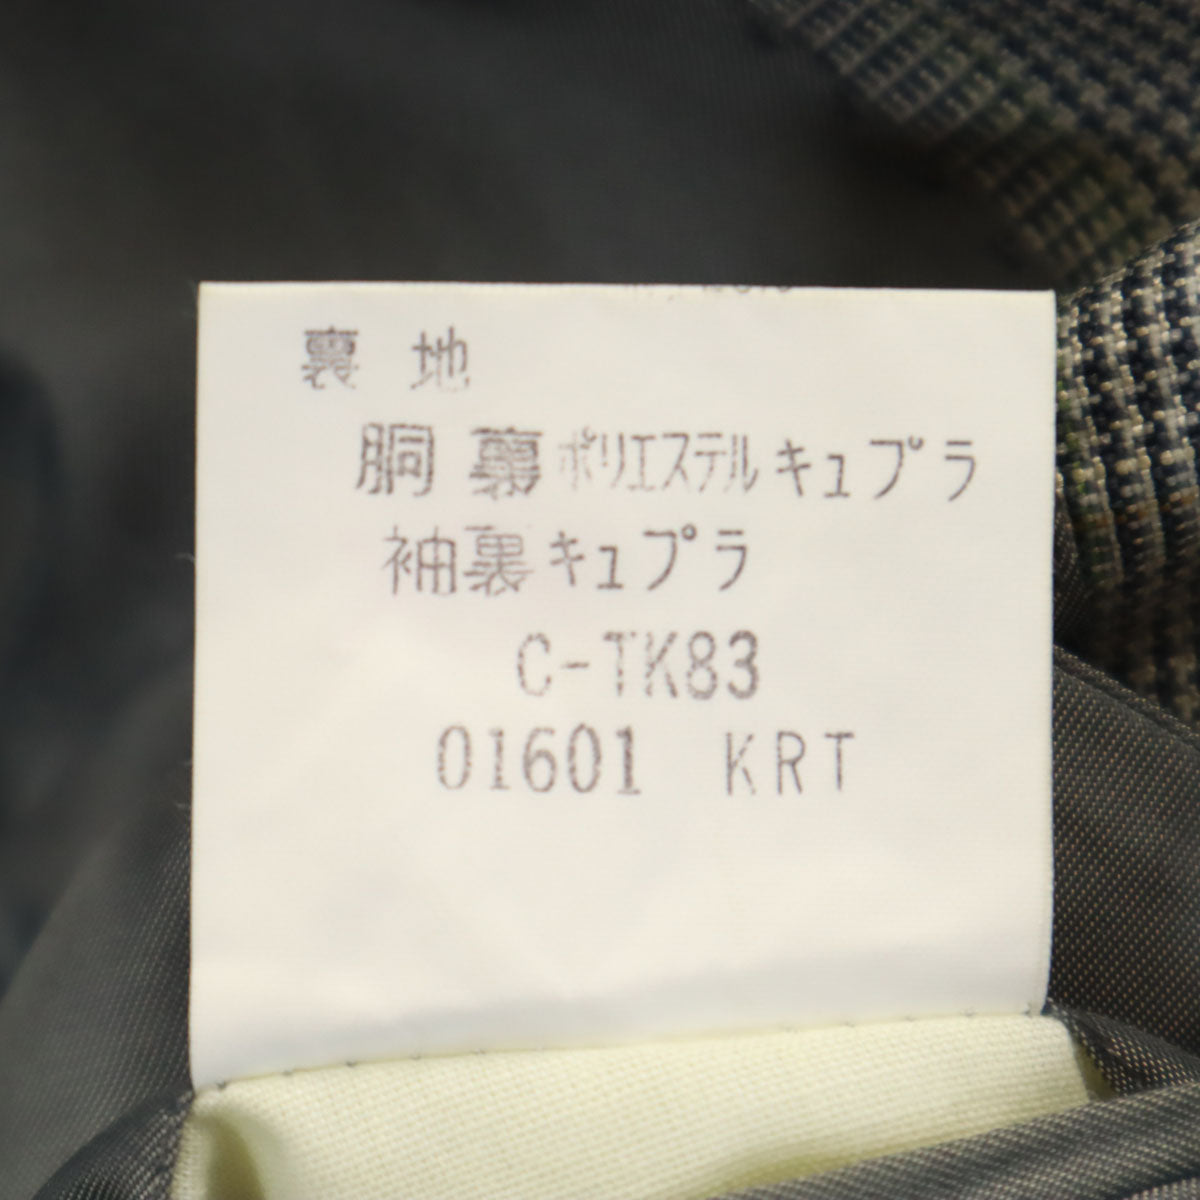 裏 地
胴 裏 ポリエステル キュプラ
袖裏 キュプラ
C-TK83
01601 KRT